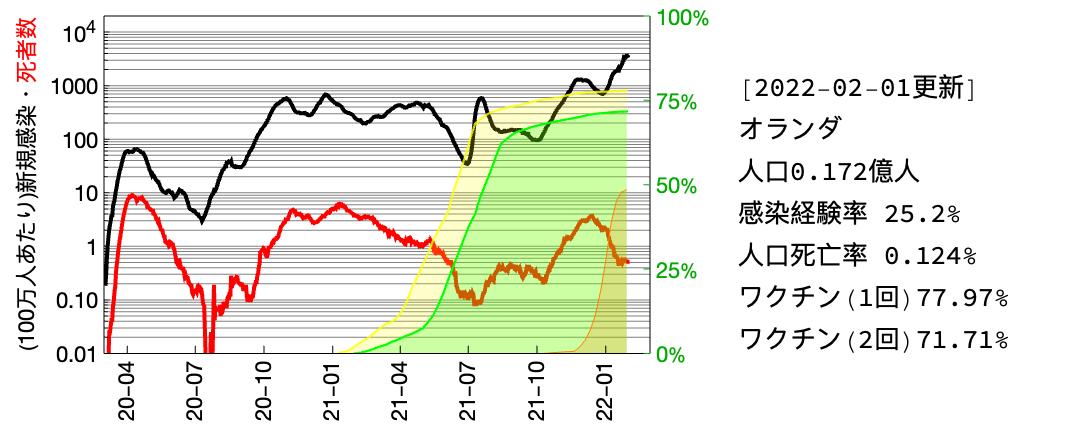 (100万人あたり)新規感染・死者数
10⁴
1000
100
10
1
0.10
0.01
100%
75%
50%
25%
0%
20-04
20-07
20-10
21-01
21-04
21-07
21-10
22-01
[2022-02-01更新]
オランダ
人口0.172億人
感染経験率 25.2%
人口死亡率 0.124%
ワクチン(1回)77.97%
ワクチン(2回)71.71%